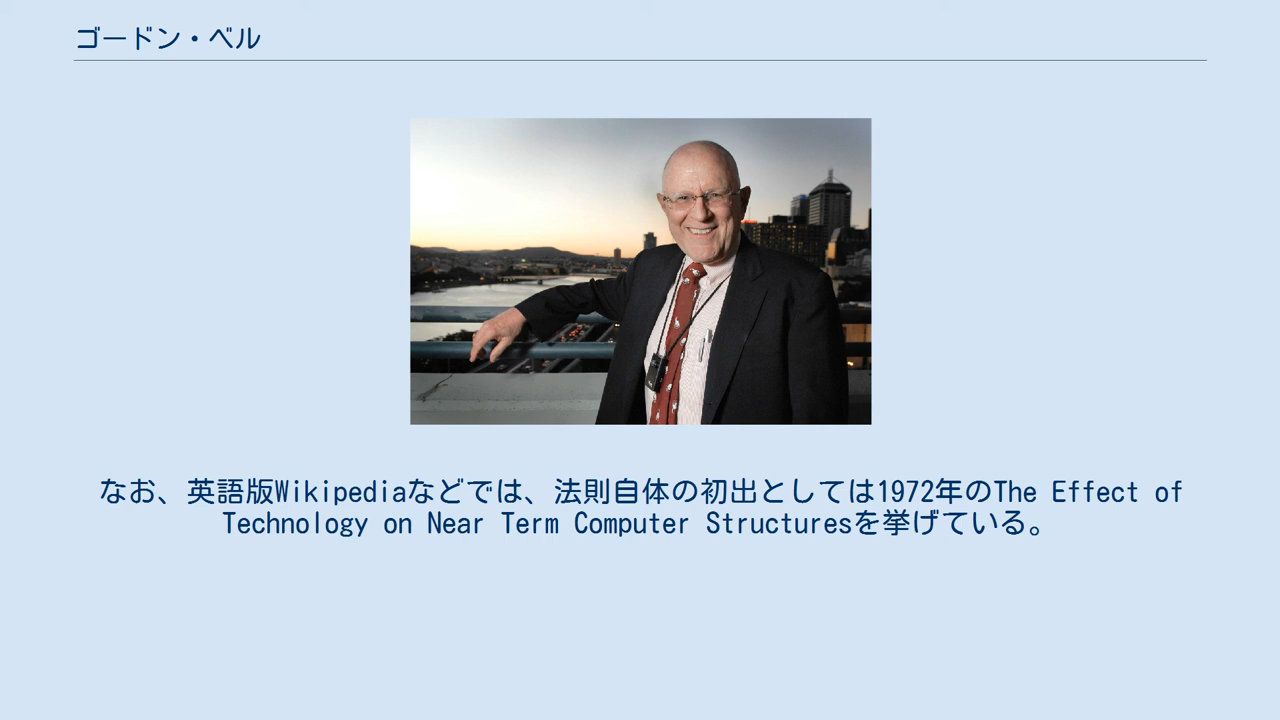 ゴードン・ベル
なお、英語版Wikipediaなどでは、法則自体の初出としては1972年のThe Effect of
Technology on Near Term Computer Structuresを挙げている。